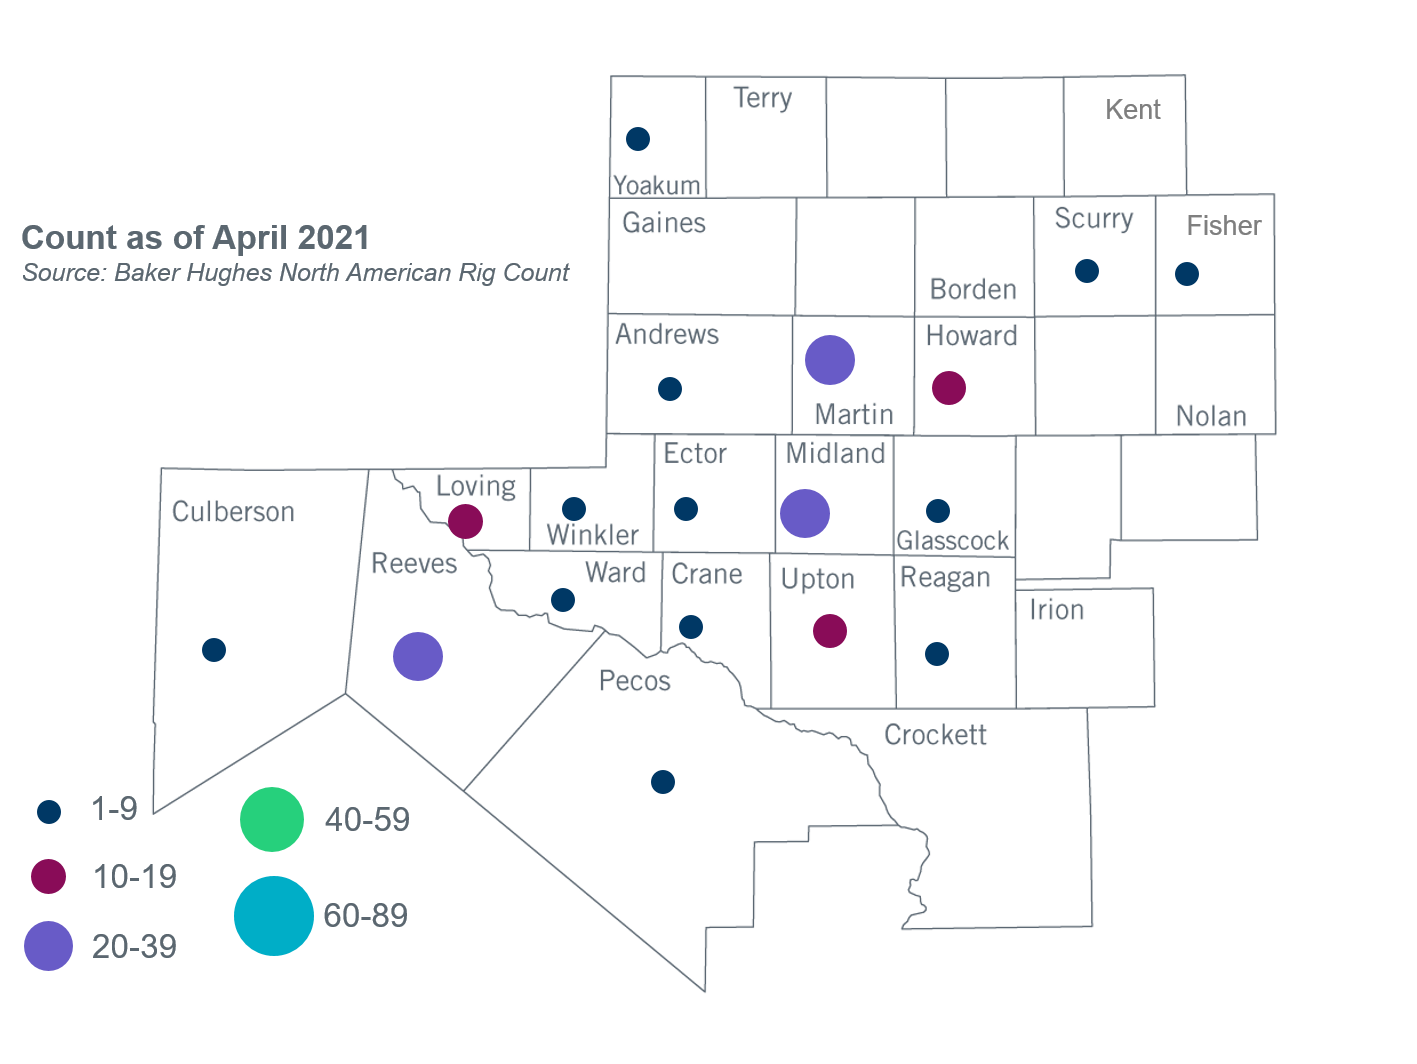 Terry
Kent
Yoakum
Count as of April 2021
Source: Baker Hughes North American Rig Count
Gaines
Scurry
Fisher
Borden
Andrews
Howard
Martin
Nolan
Ector
Midland
Loving
Culberson
Winkler
Glasscock
Reeves
Ward
Crane
Upton
Reagan
Irion
Pecos
Crockett
1-9
40-59
10-19
60-89
20-39